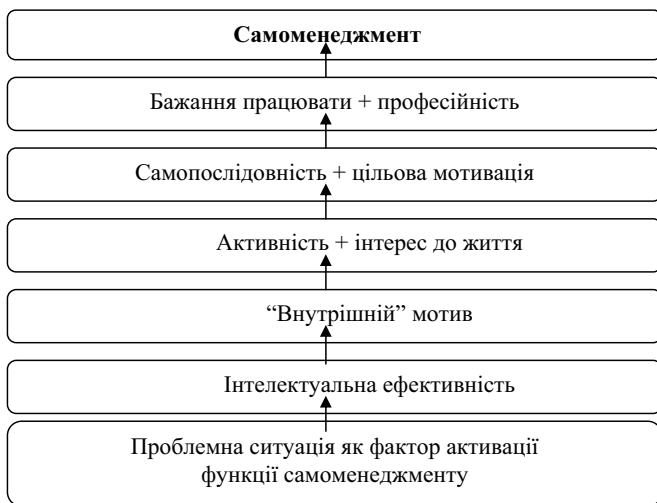 Самоменеджмент
Бажання працювати + професійність
Самопослідовність + цільова мотивація
Активність + інтерес до життя
“Внутрішній” мотив
Інтелектуальна ефективність
Проблемна ситуація як фактор активації
функції самоменеджменту